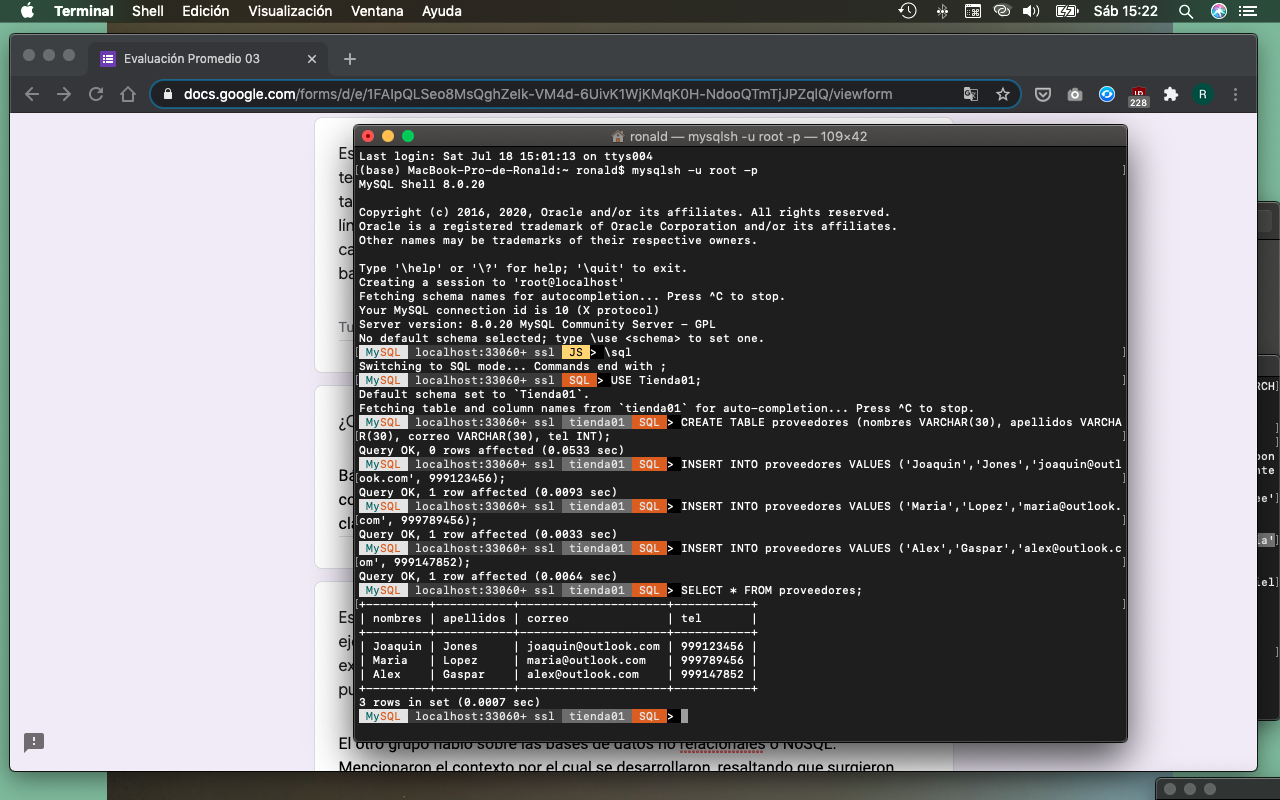 Terminal Shell Edición Visualización Ventana Ayuda Sáb 15:22
Evaluación Promedio 03
docs.google.com/forms/d/e/1FAIpQLSeo8MsQghZeIk-VM4d-6UivK1WjKMqK0H-NdooQTmTjJPZqlQ/viewform
228
R
ronald — mysqlsh -u root -p — 109×42
Last login: Sat Jul 18 15:01:13 on ttys004
[(base) MacBook-Pro-de-Ronald:~ ronald$ mysqlsh -u root -p ]
MySQL Shell 8.0.20
Copyright (c) 2016, 2020, Oracle and/or its affiliates. All rights reserved.
Oracle is a registered trademark of Oracle Corporation and/or its affiliates.
Other names may be trademarks of their respective owners.
Type '\help' or '\?' for help; '\quit' to exit.
Creating a session to 'root@localhost'
Fetching schema names for autocompletion... Press ^C to stop.
Your MySQL connection id is 10 (X protocol)
Server version: 8.0.20 MySQL Community Server - GPL
No default schema selected; type \use <schema> to set one.
[ MySQL localhost:33060+ ssl JS > \sql ]
Switching to SQL mode... Commands end with ;
[ MySQL localhost:33060+ ssl SQL > USE Tienda01; ]
Default schema set to `Tienda01`.
Fetching table and column names from `tienda01` for auto-completion... Press ^C to stop.
MySQL localhost:33060+ ssl tienda01 SQL > CREATE TABLE proveedores (nombres VARCHAR(30), apellidos VARCHA
[R(30), correo VARCHAR(30), tel INT); ]
Query OK, 0 rows affected (0.0533 sec)
MySQL localhost:33060+ ssl tienda01 SQL > INSERT INTO proveedores VALUES ('Joaquin','Jones','joaquin@outl
[ook.com', 999123456); ]
Query OK, 1 row affected (0.0093 sec)
MySQL localhost:33060+ ssl tienda01 SQL > INSERT INTO proveedores VALUES ('Maria','Lopez','maria@outlook.
[com', 999789456); ]
Query OK, 1 row affected (0.0033 sec)
MySQL localhost:33060+ ssl tienda01 SQL > INSERT INTO proveedores VALUES ('Alex','Gaspar','alex@outlook.c
[om', 999147852); ]
Query OK, 1 row affected (0.0064 sec)
MySQL localhost:33060+ ssl tienda01 SQL > SELECT * FROM proveedores;
[+---------+-----------+---------------------+-----------+ ]
| nombres | apellidos | correo | tel |
+---------+-----------+---------------------+-----------+
| Joaquin | Jones | joaquin@outlook.com | 999123456 |
| Maria | Lopez | maria@outlook.com | 999789456 |
| Alex | Gaspar | alex@outlook.com | 999147852 |
+---------+-----------+---------------------+-----------+
3 rows in set (0.0007 sec)
MySQL localhost:33060+ ssl tienda01 SQL >
El otro grupo habló sobre las bases de datos no relacionales o NoSQL.
Mencionaron el contexto por el cual se desarrollaron, resaltando que surgieron